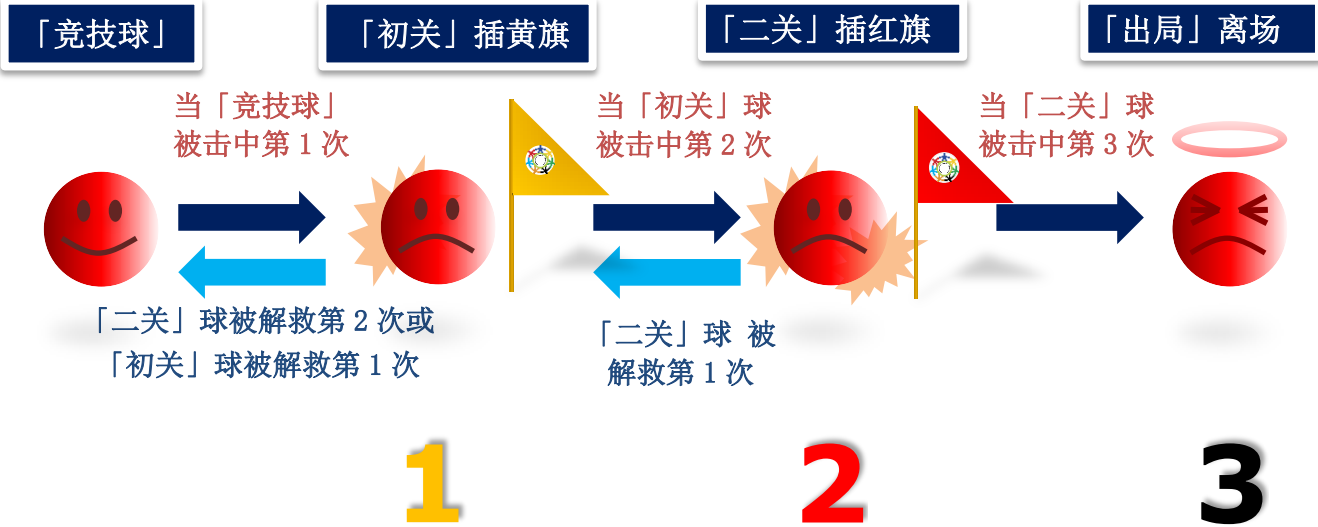 「竞技球」
「初关」插黄旗
「二关」插红旗
「出局」离场
当「竞技球」
被击中第1次
当「初关」球
被击中第2次
当「二关」球
被击中第3次
「二关」球被解救第2次或
「初关」球被解救第1次
「二关」球 被
解救第1次
1
2
3